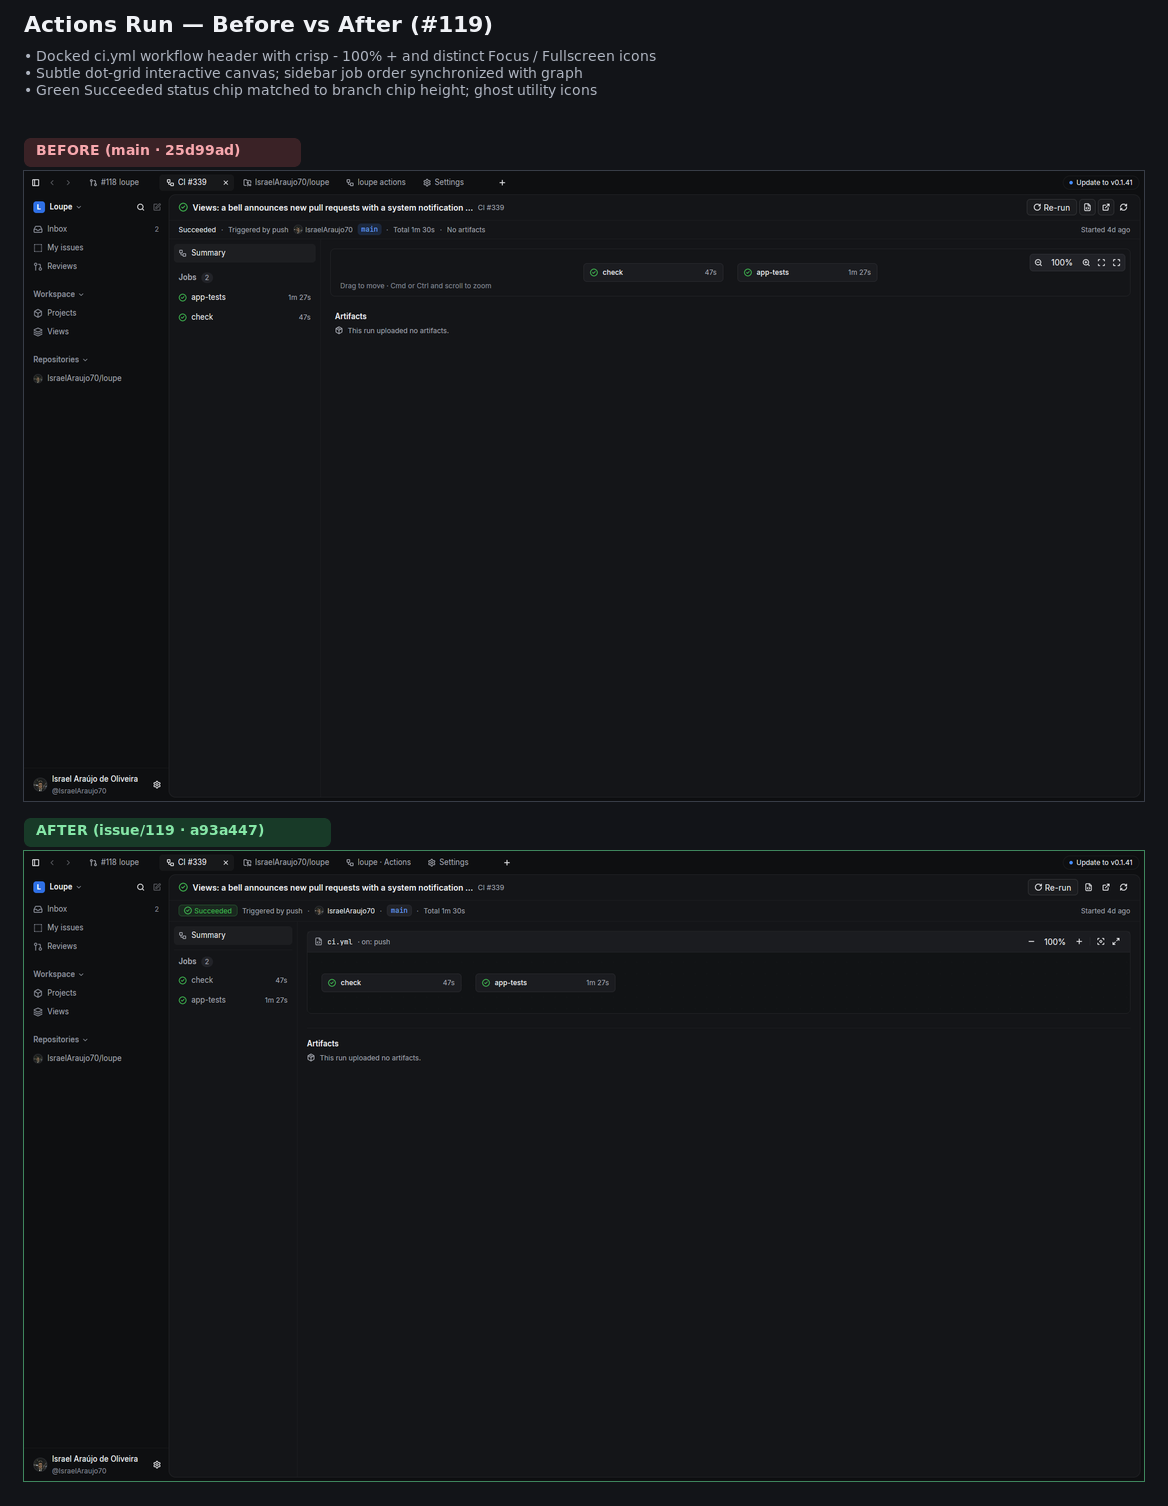 Actions Run — Before vs After (#119)
• Docked ci.yml workflow header with crisp - 100% + and distinct Focus / Fullscreen icons
• Subtle dot-grid interactive canvas; sidebar job order synchronized with graph
• Green Succeeded status chip matched to branch chip height; ghost utility icons
BEFORE (main · 25d99ad)
#118 loupe CI #339 × IsraelAraujo70/loupe loupe actions Settings + Update to v0.1.41
L Loupe
Views: a bell announces new pull requests with a system notification ... CI #339 Re-run
Inbox 2
Succeeded · Triggered by push IsraelAraujo70 main · Total 1m 30s · No artifacts Started 4d ago
My issues
Summary
Reviews
check 47s app-tests 1m 27s 100%
Jobs 2
Drag to move · Cmd or Ctrl and scroll to zoom
Workspace
app-tests 1m 27s
Projects
check 47s
Artifacts
Views
This run uploaded no artifacts.
Repositories
IsraelAraujo70/loupe
Israel Araújo de Oliveira
@IsraelAraujo70
AFTER (issue/119 · a93a447)
#118 loupe CI #339 × IsraelAraujo70/loupe loupe · Actions Settings + Update to v0.1.41
L Loupe
Views: a bell announces new pull requests with a system notification ... CI #339 Re-run
Inbox 2
Succeeded Triggered by push · IsraelAraujo70 · main · Total 1m 30s Started 4d ago
My issues
Summary
Reviews
ci.yml · on: push − 100% +
Jobs 2
Workspace
check 47s
check 47s app-tests 1m 27s
Projects
app-tests 1m 27s
Views
Repositories
Artifacts
IsraelAraujo70/loupe
This run uploaded no artifacts.
Israel Araújo de Oliveira
@IsraelAraujo70